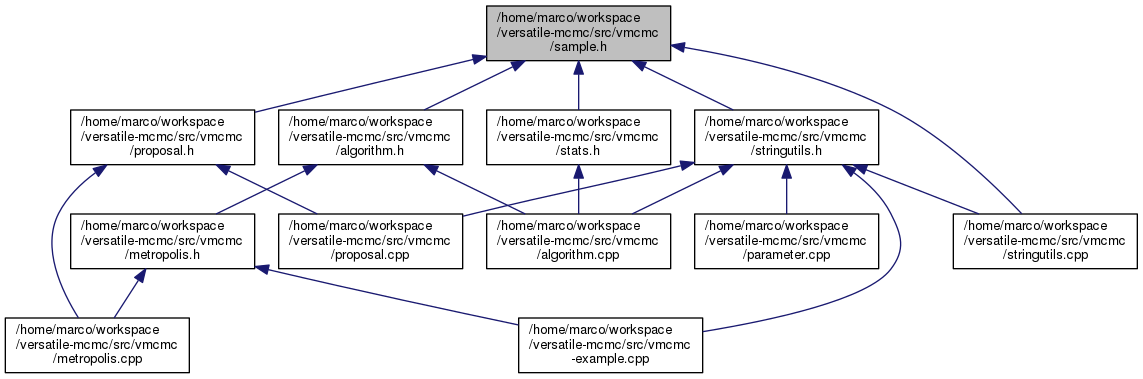 /home/marco/workspace
/versatile-mcmc/src/vmcmc
/sample.h
/home/marco/workspace
/versatile-mcmc/src/vmcmc
/proposal.h
/home/marco/workspace
/versatile-mcmc/src/vmcmc
/algorithm.h
/home/marco/workspace
/versatile-mcmc/src/vmcmc
/stats.h
/home/marco/workspace
/versatile-mcmc/src/vmcmc
/stringutils.h
/home/marco/workspace
/versatile-mcmc/src/vmcmc
/metropolis.h
/home/marco/workspace
/versatile-mcmc/src/vmcmc
/proposal.cpp
/home/marco/workspace
/versatile-mcmc/src/vmcmc
/algorithm.cpp
/home/marco/workspace
/versatile-mcmc/src/vmcmc
/parameter.cpp
/home/marco/workspace
/versatile-mcmc/src/vmcmc
/stringutils.cpp
/home/marco/workspace
/versatile-mcmc/src/vmcmc
/metropolis.cpp
/home/marco/workspace
/versatile-mcmc/src/vmcmc
-example.cpp